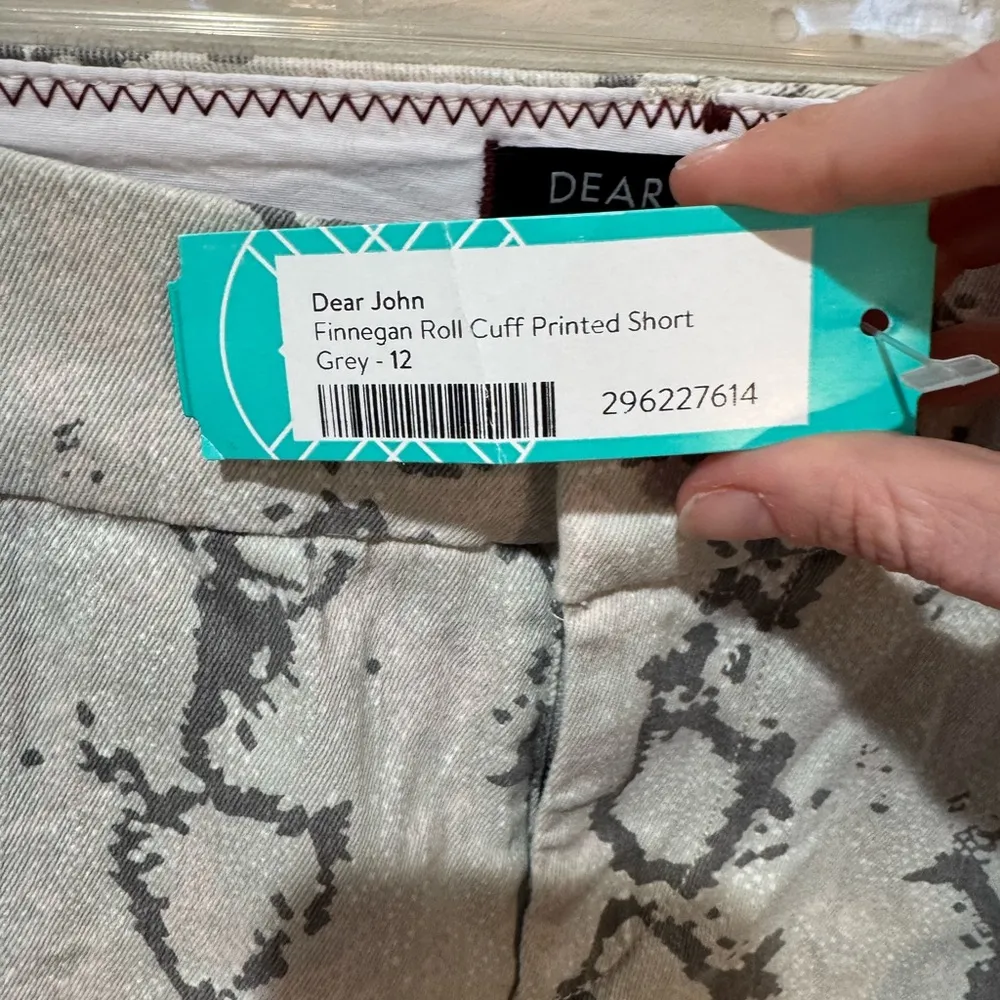 DEAR
Dear John
Finnegan Roll Cuff Printed Short
Grey - 12
296227614